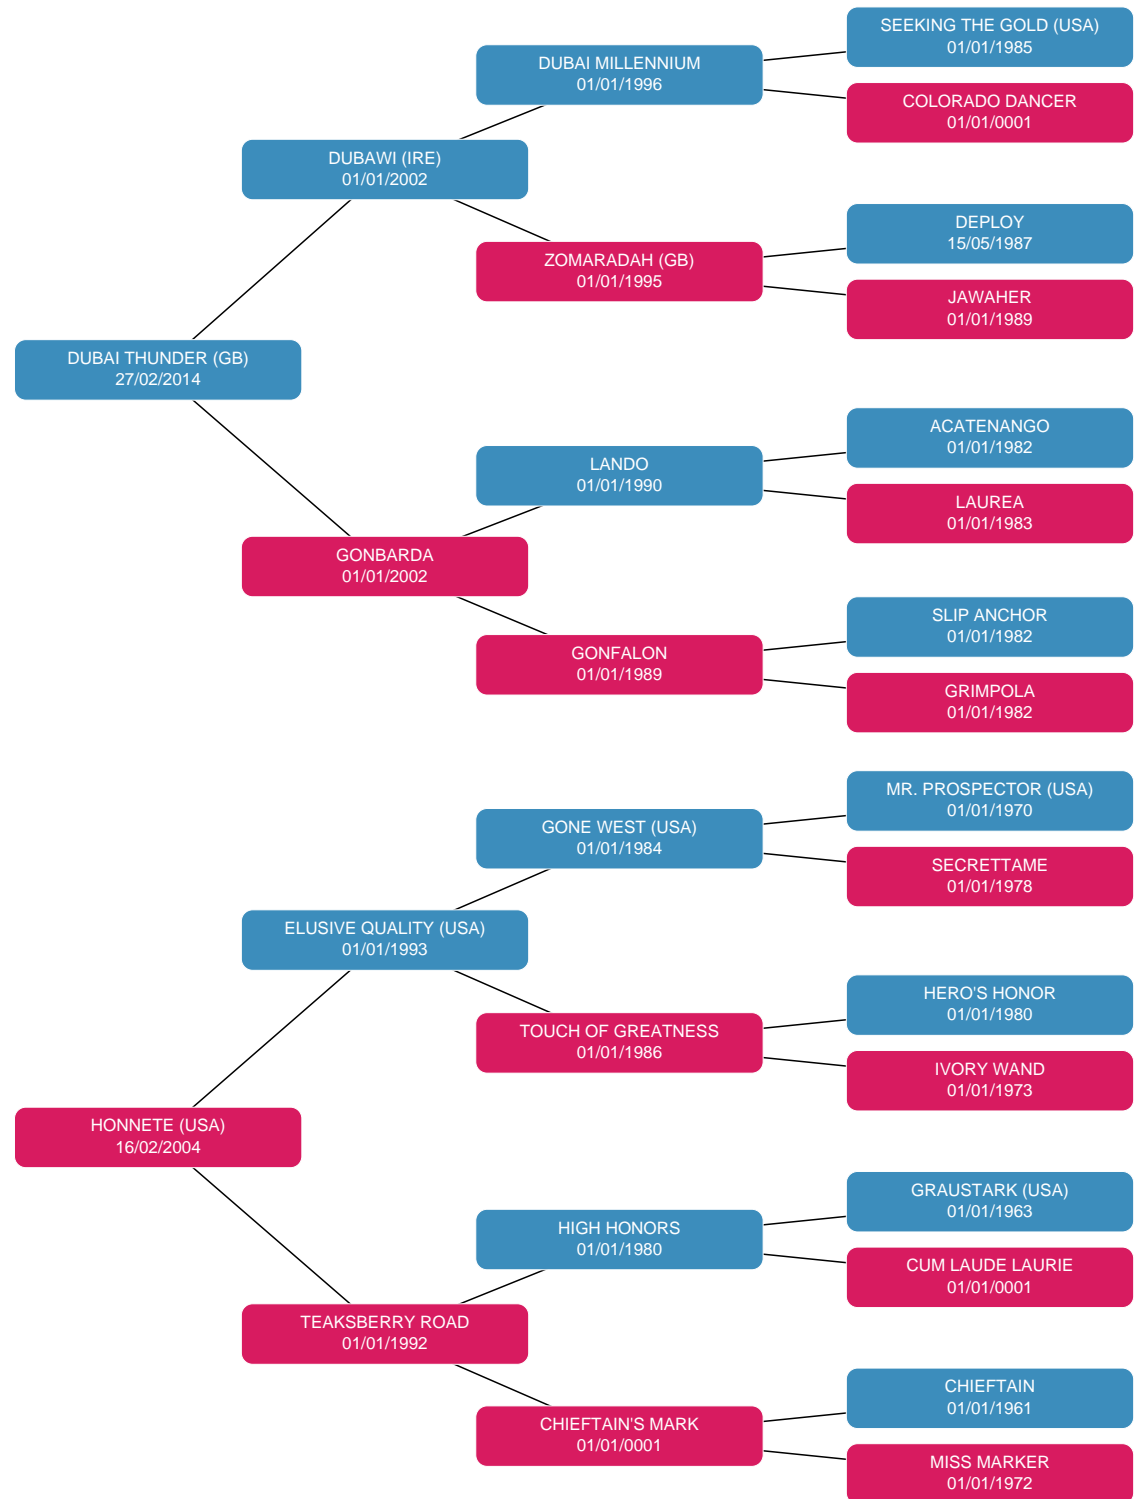 SEEKING THE GOLD (USA)
01/01/1985
DUBAI MILLENNIUM
01/01/1996
COLORADO DANCER
01/01/0001
DUBAWI (IRE)
01/01/2002
DEPLOY
15/05/1987
ZOMARADAH (GB)
01/01/1995
JAWAHER
01/01/1989
DUBAI THUNDER (GB)
27/02/2014
ACATENANGO
01/01/1982
LANDO
01/01/1990
LAUREA
01/01/1983
GONBARDA
01/01/2002
SLIP ANCHOR
01/01/1982
GONFALON
01/01/1989
GRIMPOLA
01/01/1982
MR. PROSPECTOR (USA)
01/01/1970
GONE WEST (USA)
01/01/1984
SECRETTAME
01/01/1978
ELUSIVE QUALITY (USA)
01/01/1993
HERO'S HONOR
01/01/1980
TOUCH OF GREATNESS
01/01/1986
IVORY WAND
01/01/1973
HONNETE (USA)
16/02/2004
GRAUSTARK (USA)
01/01/1963
HIGH HONORS
01/01/1980
CUM LAUDE LAURIE
01/01/0001
TEAKSBERRY ROAD
01/01/1992
CHIEFTAIN
01/01/1961
CHIEFTAIN'S MARK
01/01/0001
MISS MARKER
01/01/1972